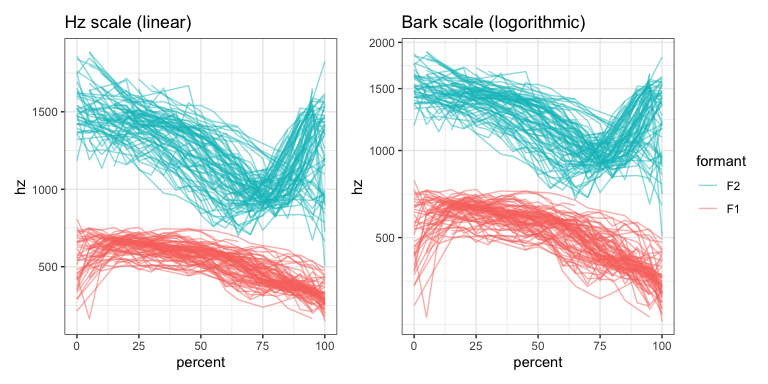 Hz scale (linear)
hz
1500
1000
500
0 25 50 75 100
percent
Bark scale (logorithmic)
hz
2000
1500
1000
500
0 25 50 75 100
percent
formant
F2
F1